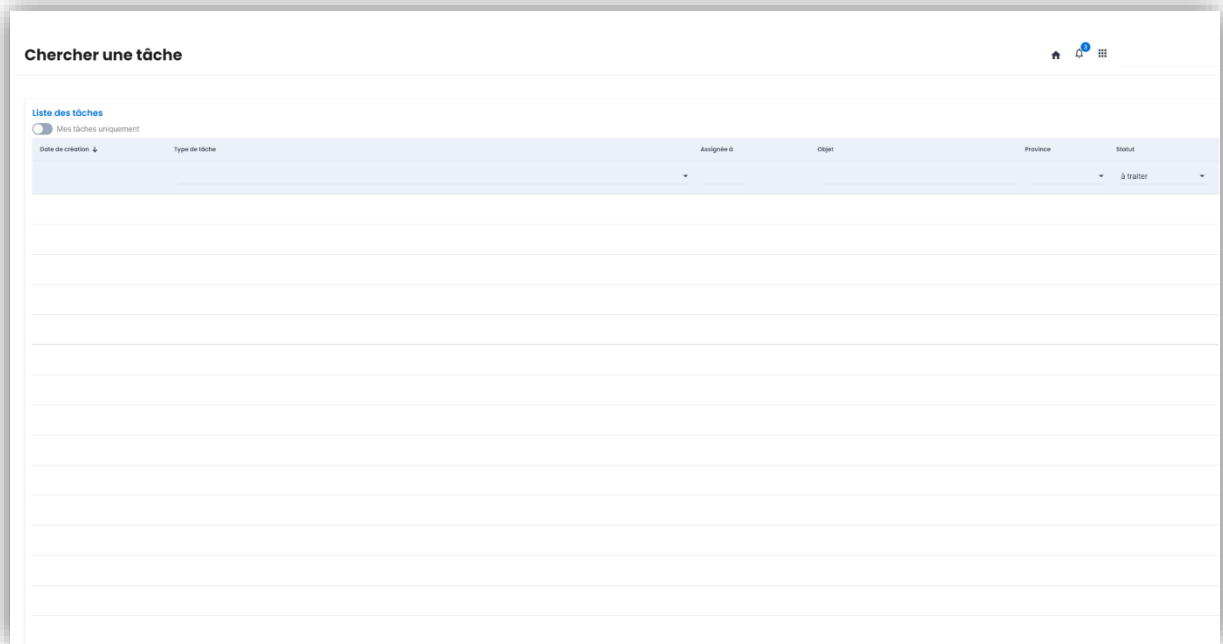 Chercher une tâche
3
Liste des tâches
Mes tâches uniquement
Date de création Type de tâche Assignée à Objet Province Statut
à traiter